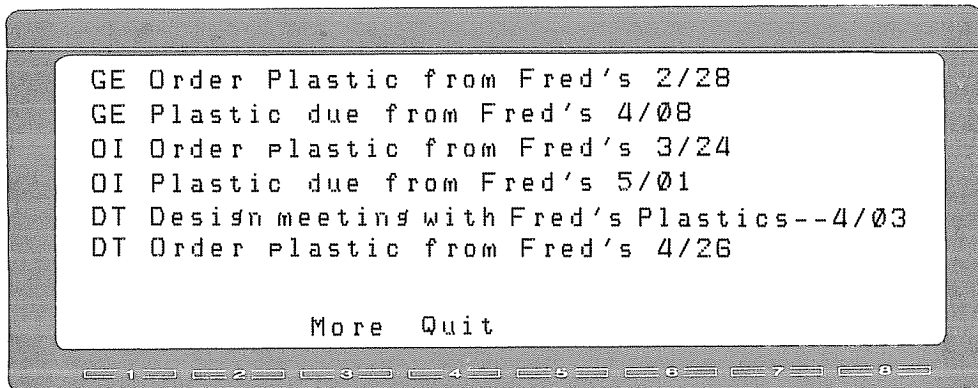 GE Order Plastic from Fred's 2/28
GE Plastic due from Fred's 4/08
OI Order plastic from Fred's 3/24
OI Plastic due from Fred's 5/01
DT Design meeting with Fred's Plastics--4/03
DT Order plastic from Fred's 4/26
More Quit
1 2 3 4 5 6 7 8